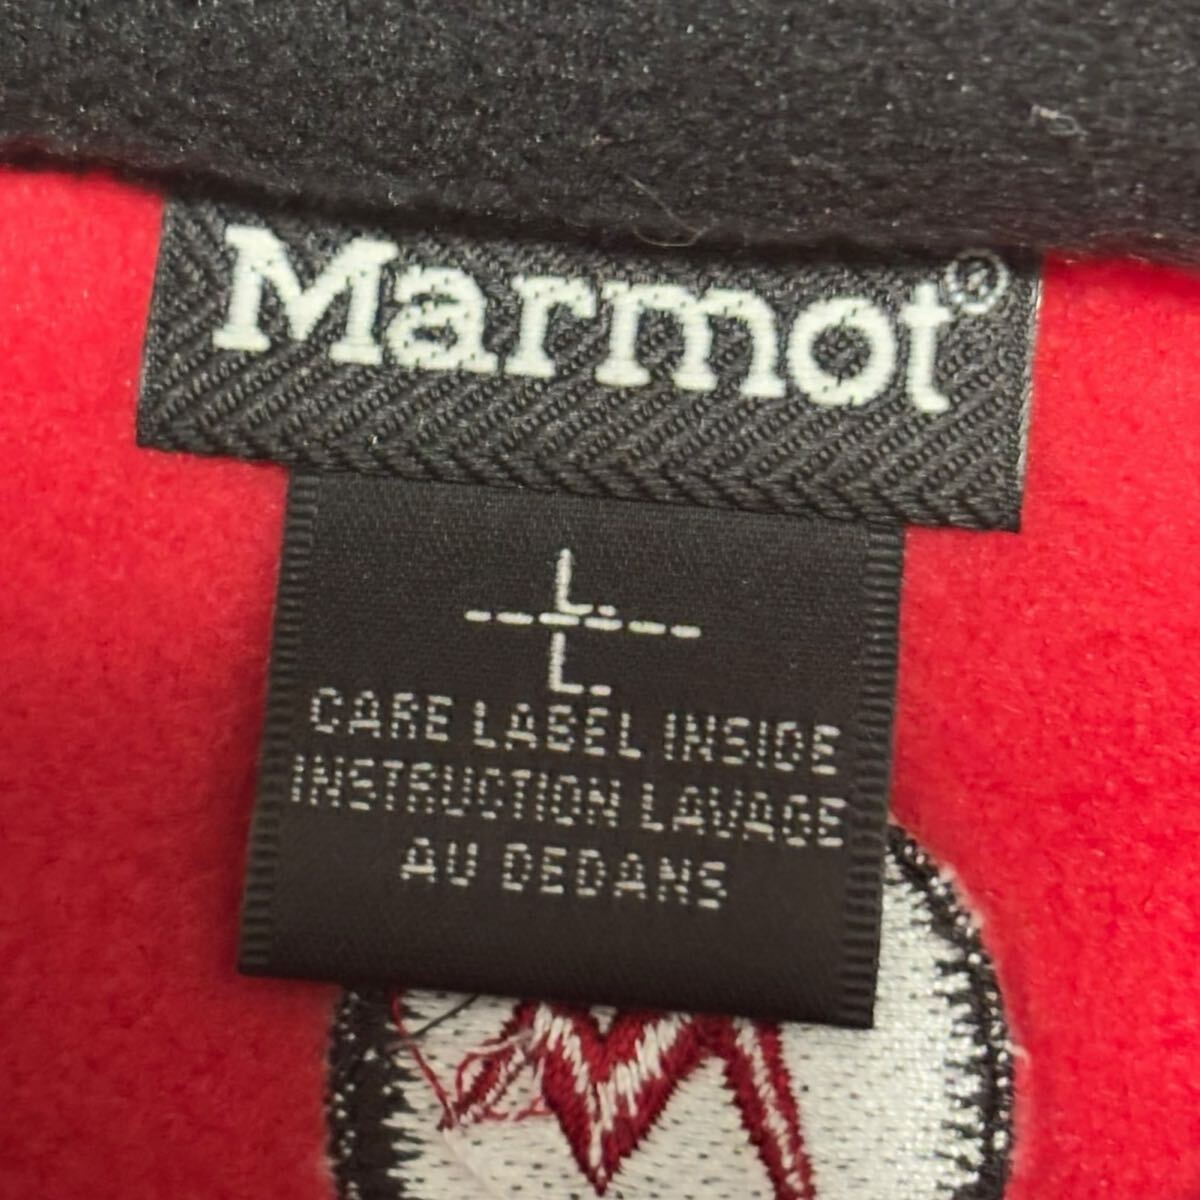 Marmot®
L
L
CARE LABEL INSIDE
INSTRUCTION LAVAGE
AU DEDANS